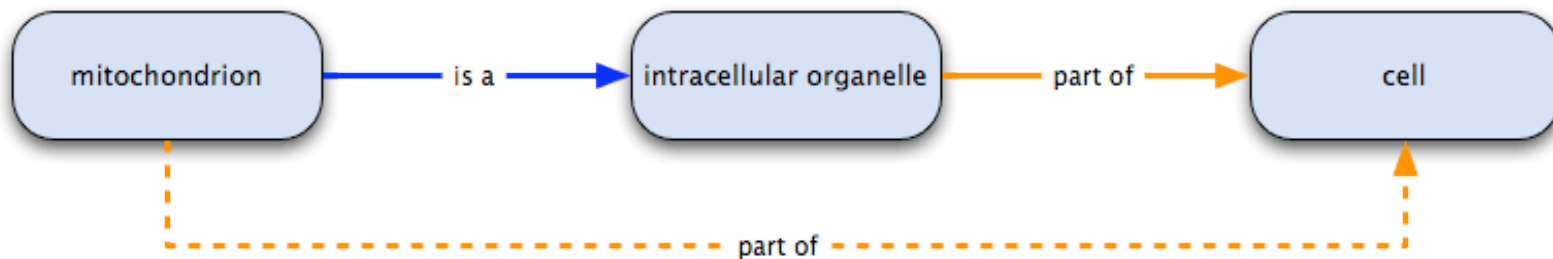 mitochondrion
is a
intracellular organelle
part of
cell
part of